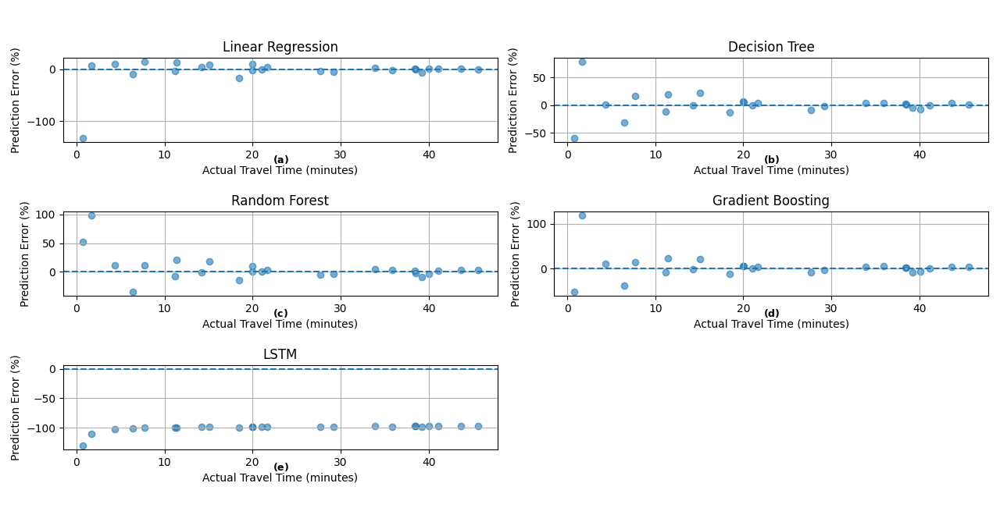 Linear Regression
Prediction Error (%)
0
−100
0 10 20 30 40
(a)
Actual Travel Time (minutes)
Decision Tree
Prediction Error (%)
50
0
−50
0 10 20 30 40
(b)
Actual Travel Time (minutes)
Random Forest
Prediction Error (%)
100
50
0
0 10 20 30 40
(c)
Actual Travel Time (minutes)
Gradient Boosting
Prediction Error (%)
100
0
0 10 20 30 40
(d)
Actual Travel Time (minutes)
LSTM
Prediction Error (%)
0
−50
−100
0 10 20 30 40
(e)
Actual Travel Time (minutes)